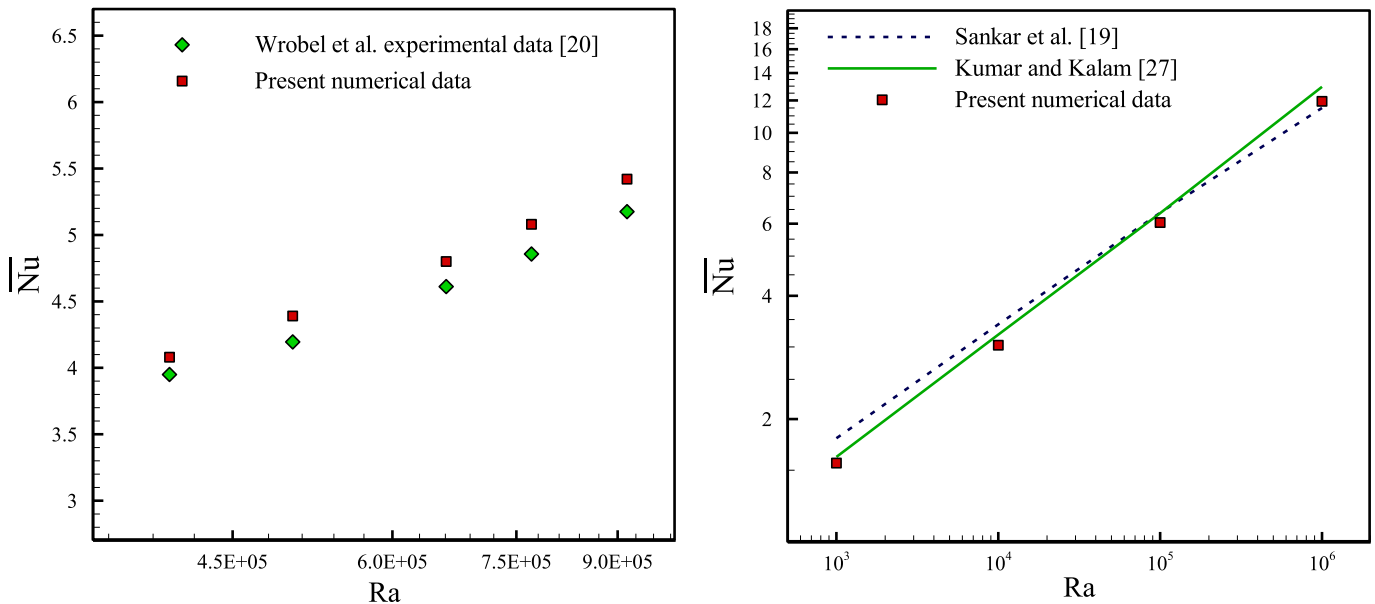 6.5
6
5.5
5
4.5
4
3.5
3
Nu
Wrobel et al. experimental data [20]
Present numerical data
4.5E+05 6.0E+05 7.5E+05 9.0E+05
Ra
18
16
14
12
10
8
6
4
2
Nu
Sankar et al. [19]
Kumar and Kalam [27]
Present numerical data
10³ 10⁴ 10⁵ 10⁶
Ra